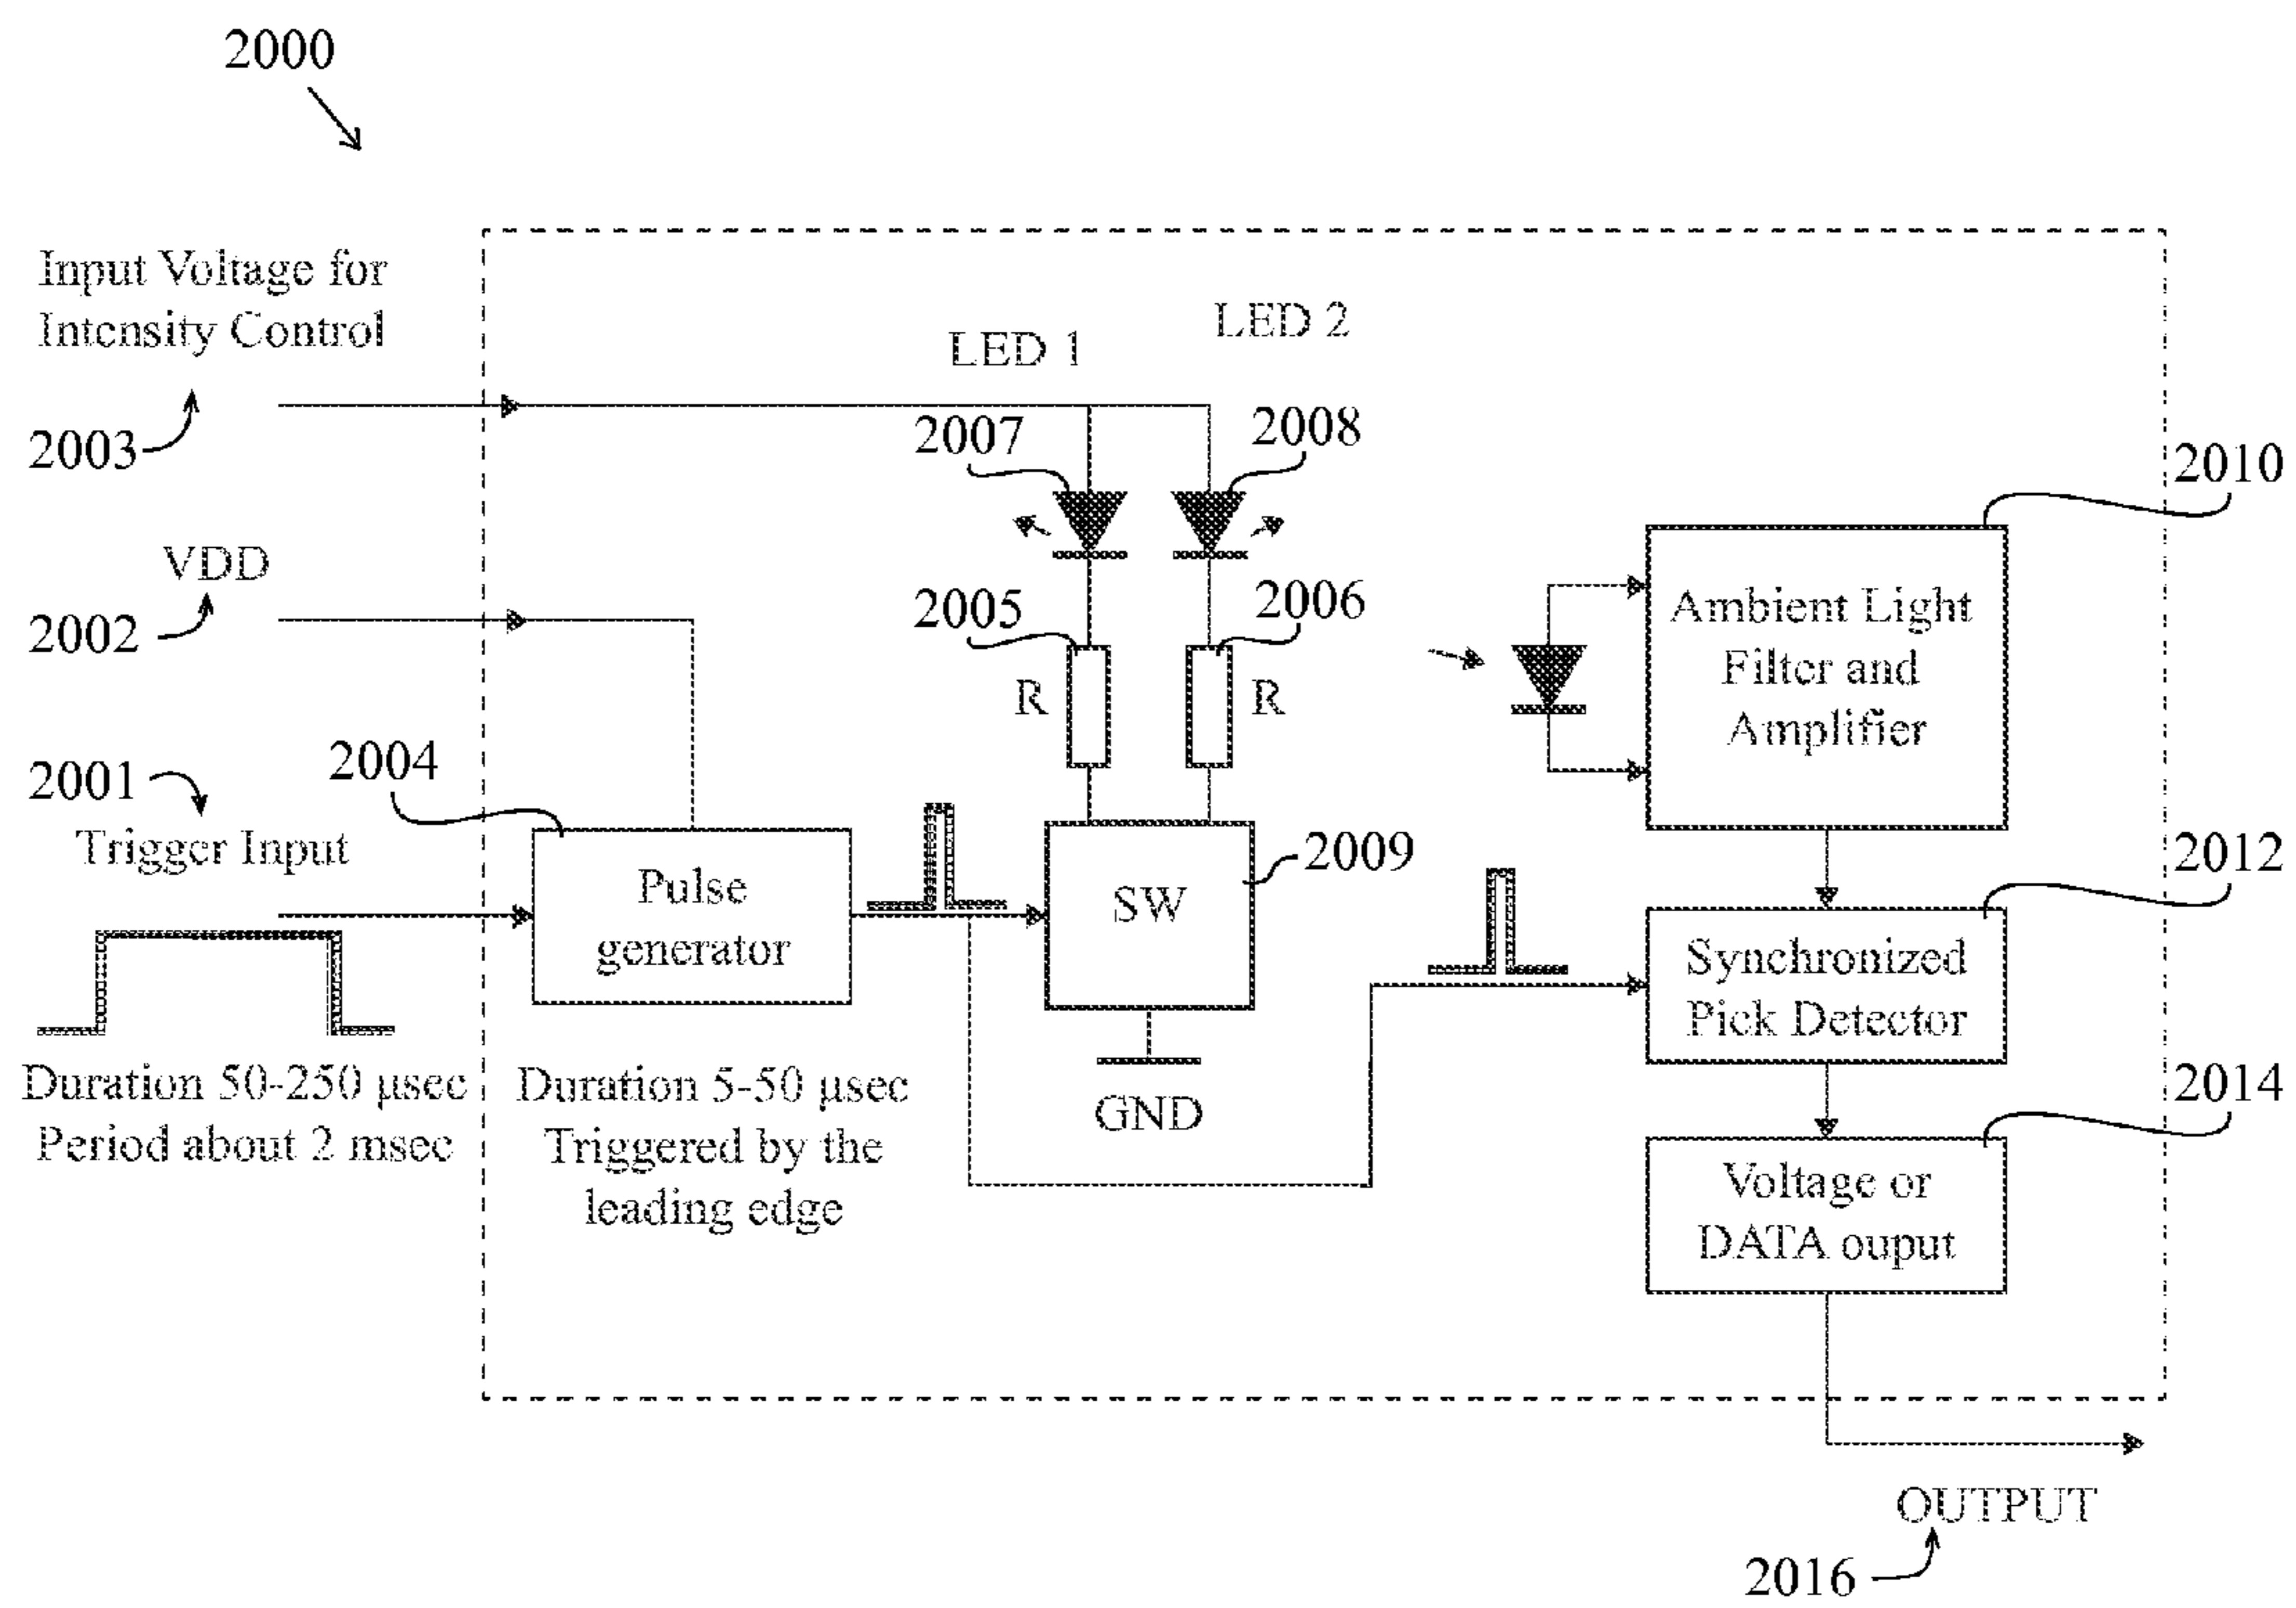 2000
Input Voltage for
Intensity Control
2003
LED 1
LED 2
2007
2008
2010
VDD
2002
2005
2006
R
R
Ambient Light
Filter and
Amplifier
2001
Trigger Input
2004
Pulse
generator
SW
2009
2012
Synchronized
Pick Detector
Duration 50-250 μsec
Period about 2 msec
Duration 5-50 μsec
Triggered by the
leading edge
GND
2014
Voltage or
DATA ouput
OUTPUT
2016